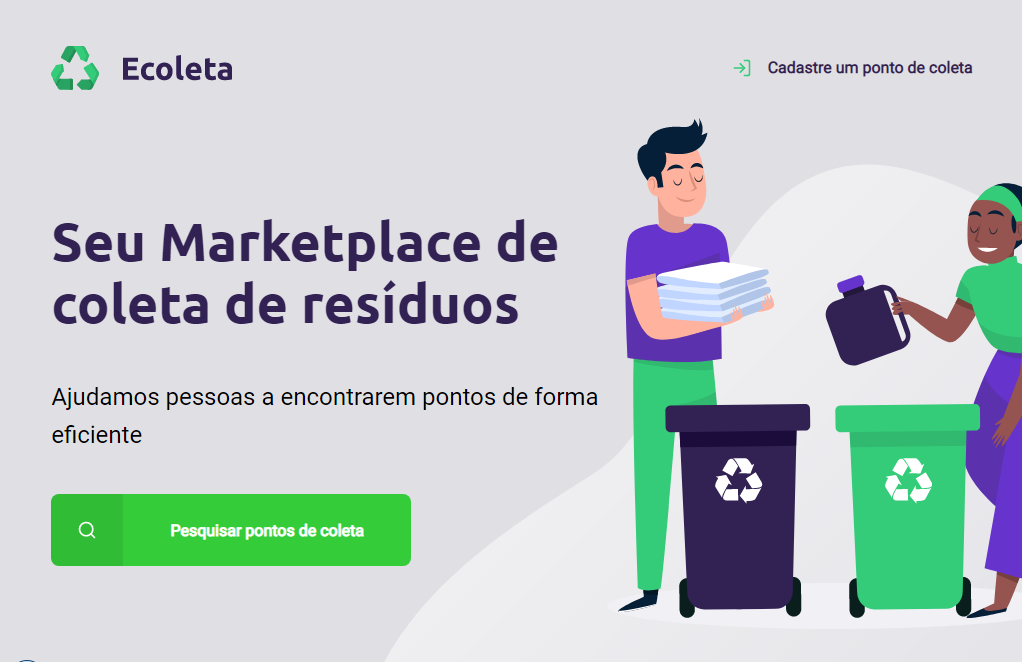 Ecoleta
Cadastre um ponto de coleta
Seu Marketplace de
coleta de resíduos
Ajudamos pessoas a encontrarem pontos de forma
eficiente
Pesquisar pontos de coleta